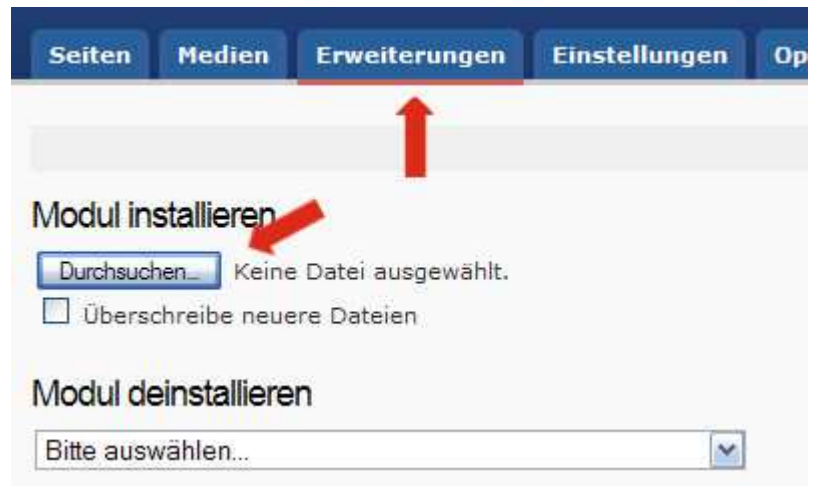 Seiten Medien Erweiterungen Einstellungen Op
Modul installieren
Durchsuchen... Keine Datei ausgewählt.
Überschreibe neuere Dateien
Modul deinstallieren
Bitte auswählen...